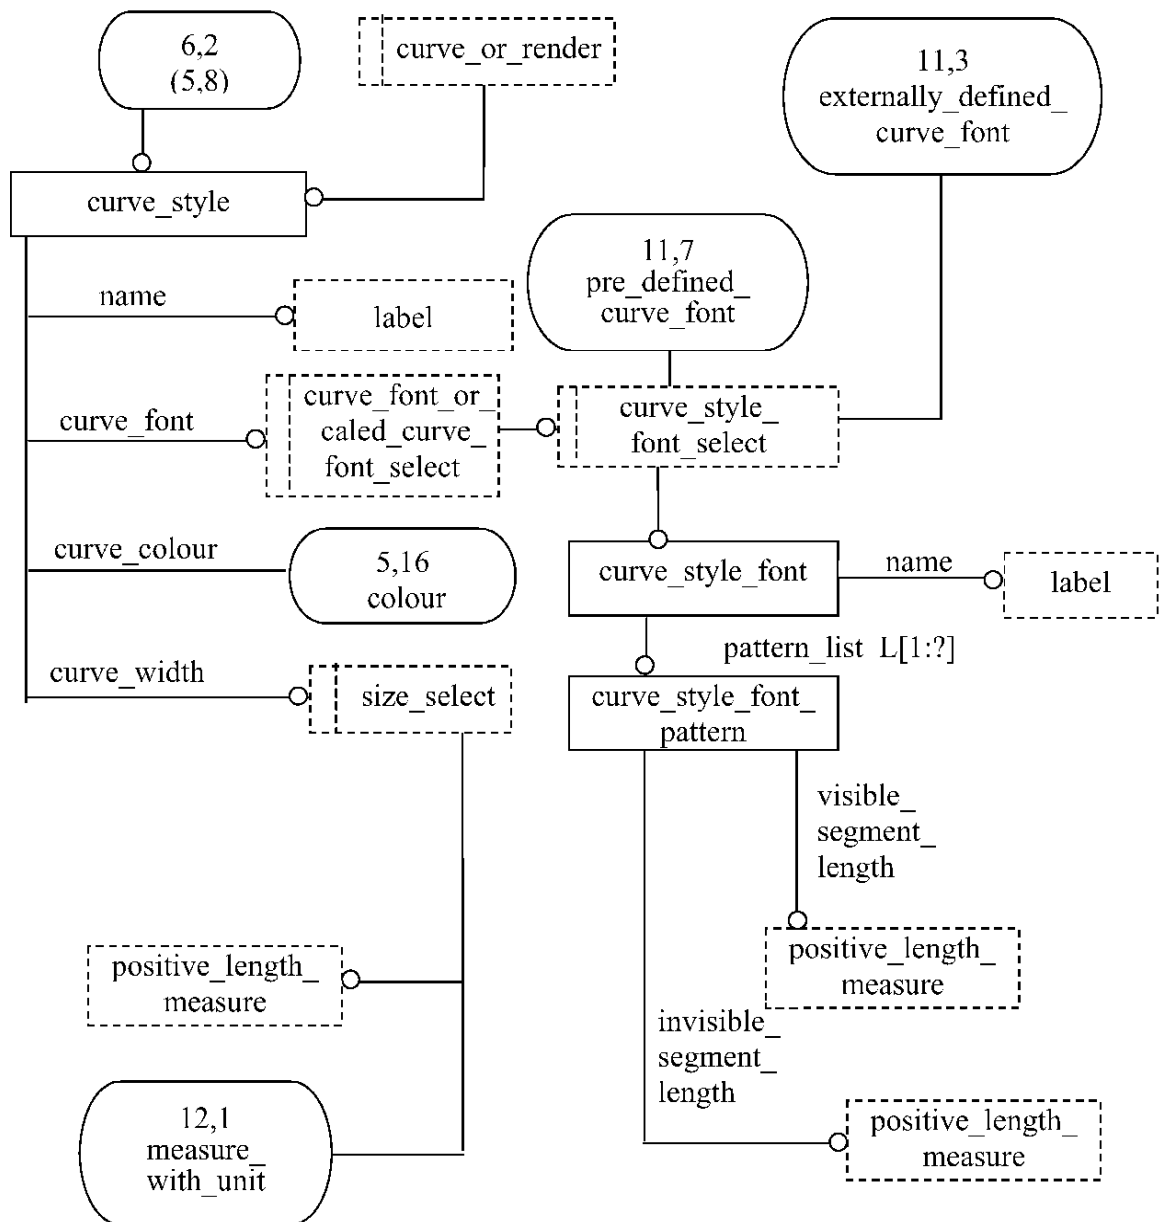 6,2
(5,8)
curve_or_render
11,3
externally_defined_
curve_font
curve_style
11,7
pre_defined_
curve_font
name
label
curve_font
curve_font_or_
caled_curve_
font_select
curve_style_
font_select
curve_colour
5,16
colour
curve_style_font
name
label
pattern_list L[1:?]
curve_width
size_select
curve_style_font_
pattern
visible_
segment_
length
positive_length_
measure
positive_length_
measure
invisible_
segment_
length
12,1
measure_
with_unit
positive_length_
measure